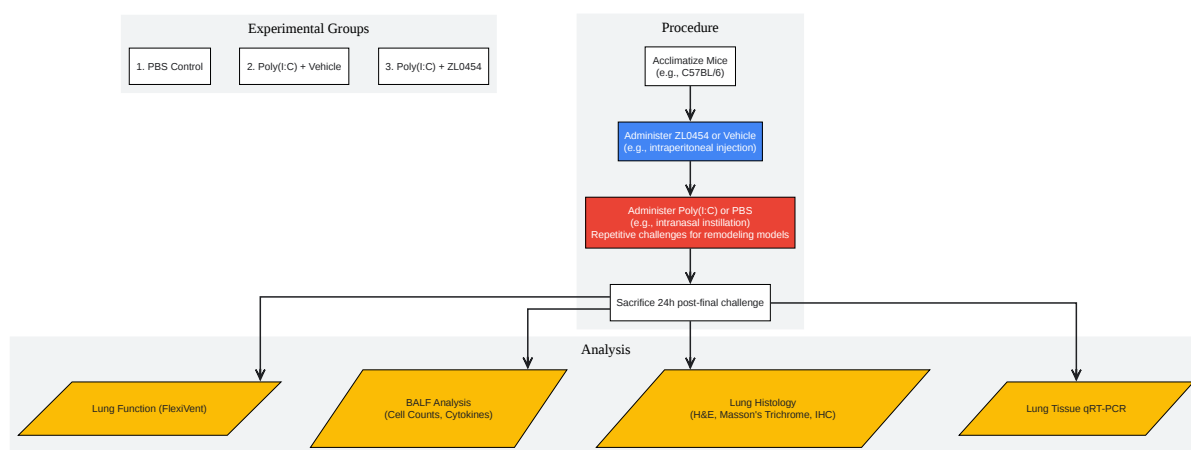 Experimental Groups
1. PBS Control
2. Poly(I:C) + Vehicle
3. Poly(I:C) + ZL0454
Procedure
Acclimatize Mice
(e.g., C57BL/6)
Administer ZL0454 or Vehicle
(e.g., intraperitoneal injection)
Administer Poly(I:C) or PBS
(e.g., intranasal instillation)
Repetitive challenges for remodeling models
Sacrifice 24h post-final challenge
Analysis
Lung Function (FlexiVent)
BALF Analysis
(Cell Counts, Cytokines)
Lung Histology
(H&E, Masson's Trichrome, IHC)
Lung Tissue qRT-PCR